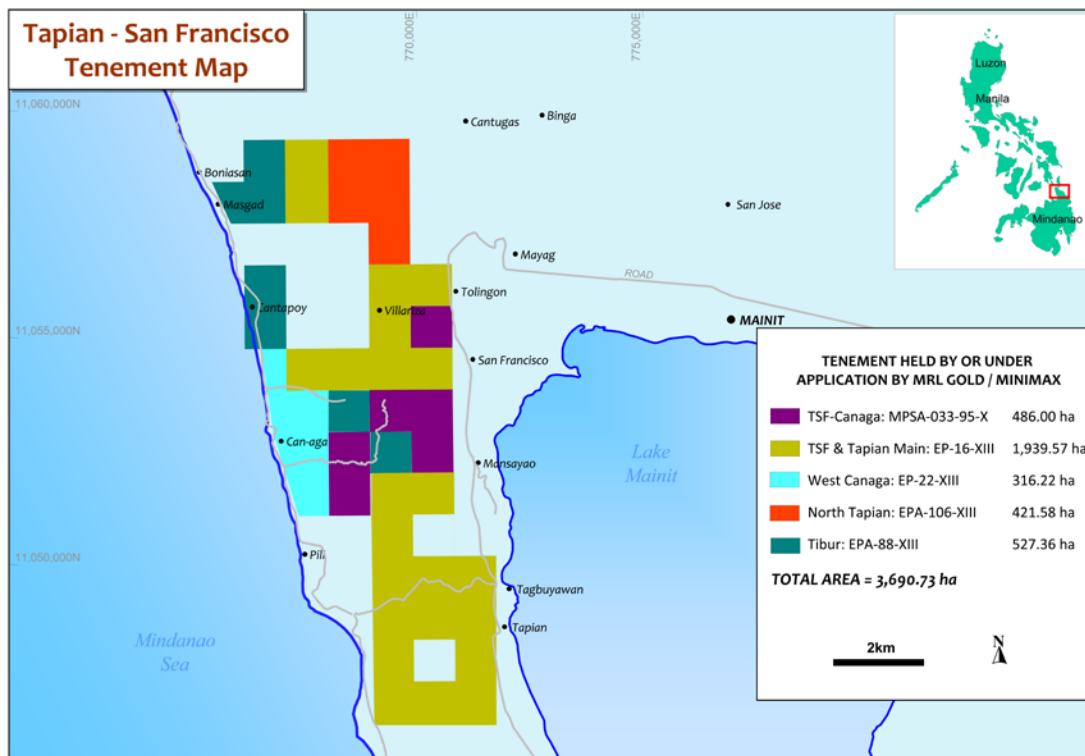 Tapian - San Francisco
Tenement Map
770,000E
775,000E
11,060,000N
11,055,000N
11,050,000N
Luzon
Manila
Mindanao
Cantugas
Binga
Boniasan
Masgad
San Jose
Mayag
ROAD
Tolingon
Cantapoy
Villariza
MAINIT
San Francisco
Can-aga
Mansayao
Lake
Mainit
Pili
Tagbuyawan
Tapian
Mindanao
Sea
TENEMENT HELD BY OR UNDER
APPLICATION BY MRL GOLD / MINIMAX
TSF-Canaga: MPSA-033-95-X 486.00 ha
TSF & Tapian Main: EP-16-XIII 1,939.57 ha
West Canaga: EP-22-XIII 316.22 ha
North Tapian: EPA-106-XIII 421.58 ha
Tibur: EPA-88-XIII 527.36 ha
TOTAL AREA = 3,690.73 ha
2km
N